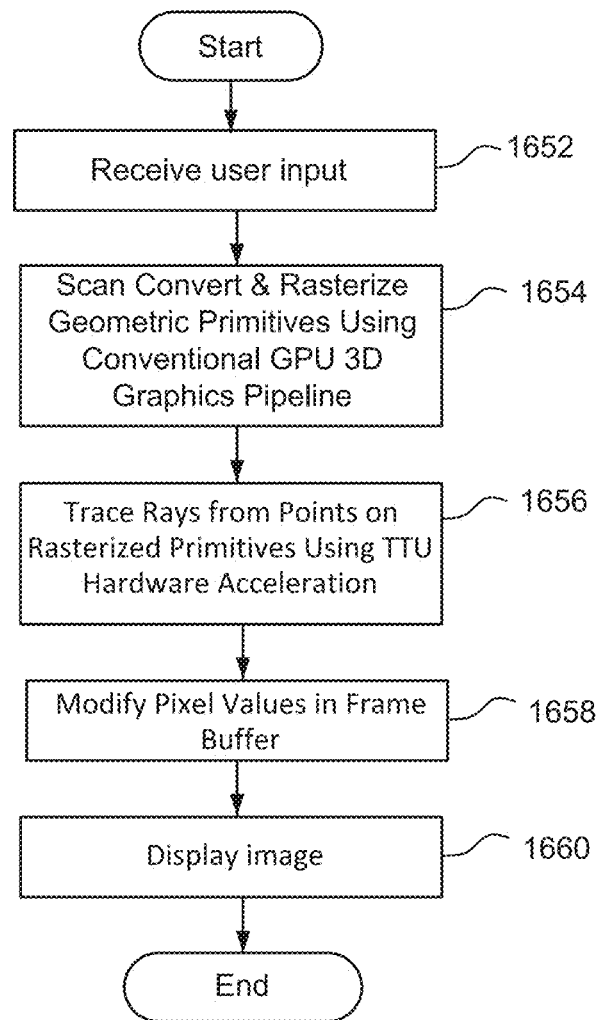 Start
Receive user input
1652
Scan Convert & Rasterize
Geometric Primitives Using
Conventional GPU 3D
Graphics Pipeline
1654
Trace Rays from Points on
Rasterized Primitives Using TTU
Hardware Acceleration
1656
Modify Pixel Values in Frame
Buffer
1658
Display image
1660
End